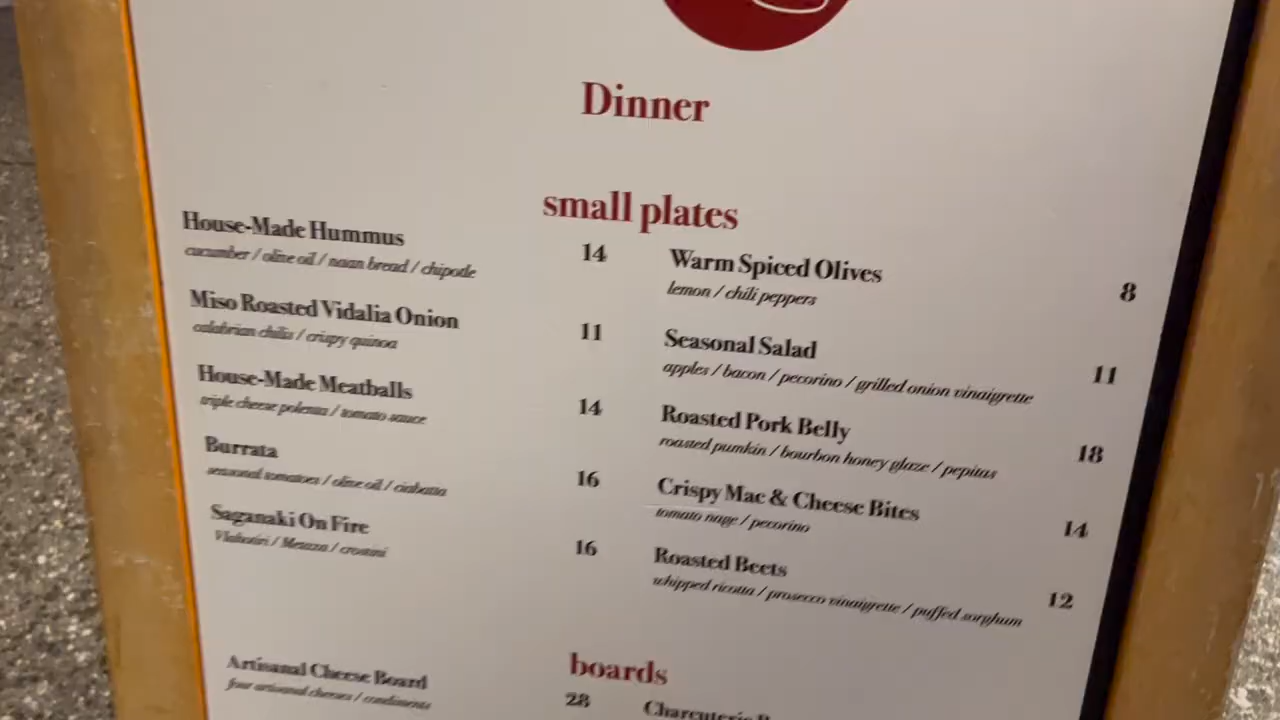 Dinner
small plates
House-Made Hummus 14
cucumber / olive oil / naan bread / chipotle
Miso Roasted Vidalia Onion 11
calabrian chilis / crispy quinoa
House-Made Meatballs 14
triple cheese polenta / tomato sauce
Burrata 16
seasonal tomatoes / olive oil / ciabatta
Saganaki On Fire 16
/ Metaxa / crostini
Warm Spiced Olives 8
lemon / chili peppers
Seasonal Salad 11
apples / bacon / pecorino / grilled onion vinaigrette
Roasted Pork Belly 18
roasted pumkin / bourbon honey glaze / pepitas
Crispy Mac & Cheese Bites 14
tomato nage / pecorino
Roasted Beets 12
whipped ricotta / prosecco vinaigrette / puffed sorghum
boards
Artisanal Cheese Board 28
four artisanal cheeses / condiments
Charcuterie